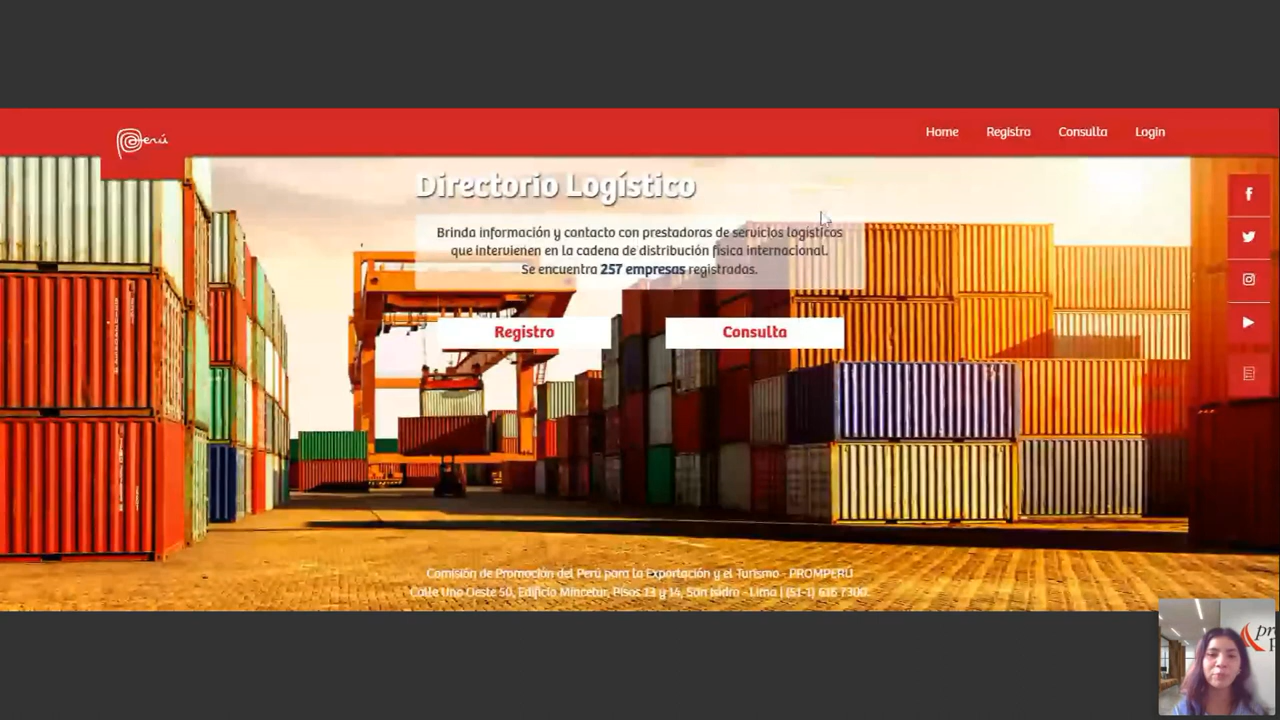 Perú
Home Registro Consulta Login
Directorio Logístico
Brinda información y contacto con prestadoras de servicios logísticos
que intervienen en la cadena de distribución física internacional.
Se encuentra 257 empresas registradas.
Registro Consulta
Comisión de Promoción del Perú para la Exportación y el Turismo - PROMPERÚ
Calle Uno Oeste 50, Edificio Mincetur, Pisos 13 y 14, San Isidro - Lima | (51-1) 616 7300